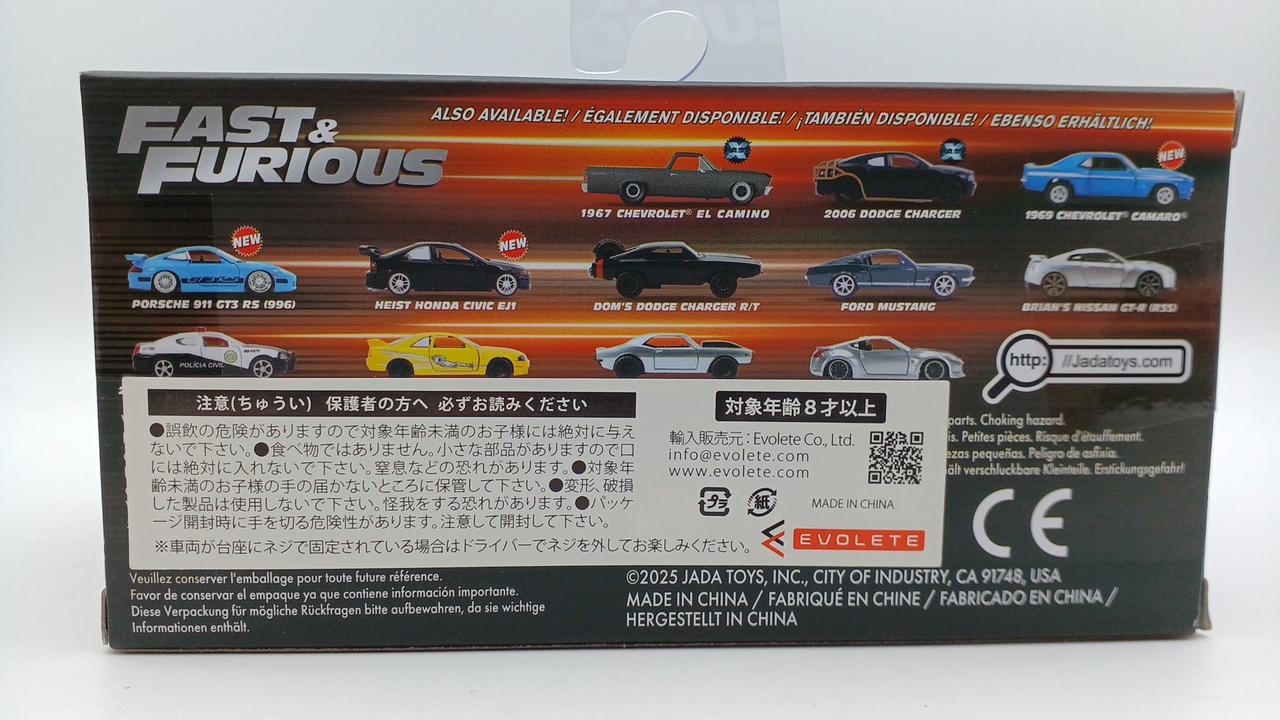 FAST &
FURIOUS
ALSO AVAILABLE! / ÉGALEMENT DISPONIBLE! / ¡TAMBIÉN DISPONIBLE! / EBENSO ERHÄLTLICH!
NEW
1967 CHEVROLET® EL CAMINO
2006 DODGE CHARGER
1969 CHEVROLET® CAMARO®
NEW
NEW
PORSCHE 911 GT3 RS (996)
HEIST HONDA CIVIC EJ1
DOM'S DODGE CHARGER R/T
FORD MUSTANG
BRIAN'S NISSAN GT-R (R35)
POLÍCIA CIVIL
http: //Jadatoys.com
注意(ちゅうい) 保護者の方へ 必ずお読みください
●誤飲の危険がありますので対象年齢未満のお子様には絶対に与え
ないで下さい。●食べ物ではありません。小さな部品がありますので口
には絶対に入れないで下さい。窒息などの恐れがあります。●対象年
齢未満のお子様の手の届かないところへ保管して下さい。●変形、破損
した製品は使用しないで下さい。怪我をする恐れがあります。●パッケ
ージ開封時に手を切る危険性があります。注意して開封して下さい。
※車両が台座にネジで固定されている場合はドライバーでネジを外してお楽しみください。
対象年齢8才以上
輸入販売元：Evolete Co., Ltd.
info@evolete.com
www.evolete.com
プラ 紙
MADE IN CHINA
EVOLETE
parts. Choking hazard.
is. Petites pièces. Risque d'étouffement.
ezas pequeñas. Peligro de asfixia.
ält verschluckbare Kleinteile. Erstickungsgefahr!
CE
Veuillez conserver l'emballage pour toute future référence.
Favor de conservar el empaque ya que contiene información importante.
Diese Verpackung für mögliche Rückfragen bitte aufbewahren, da sie wichtige
Informationen enthält.
©2025 JADA TOYS, INC., CITY OF INDUSTRY, CA 91748, USA
MADE IN CHINA / FABRIQUÉ EN CHINE / FABRICADO EN CHINA /
HERGESTELLT IN CHINA